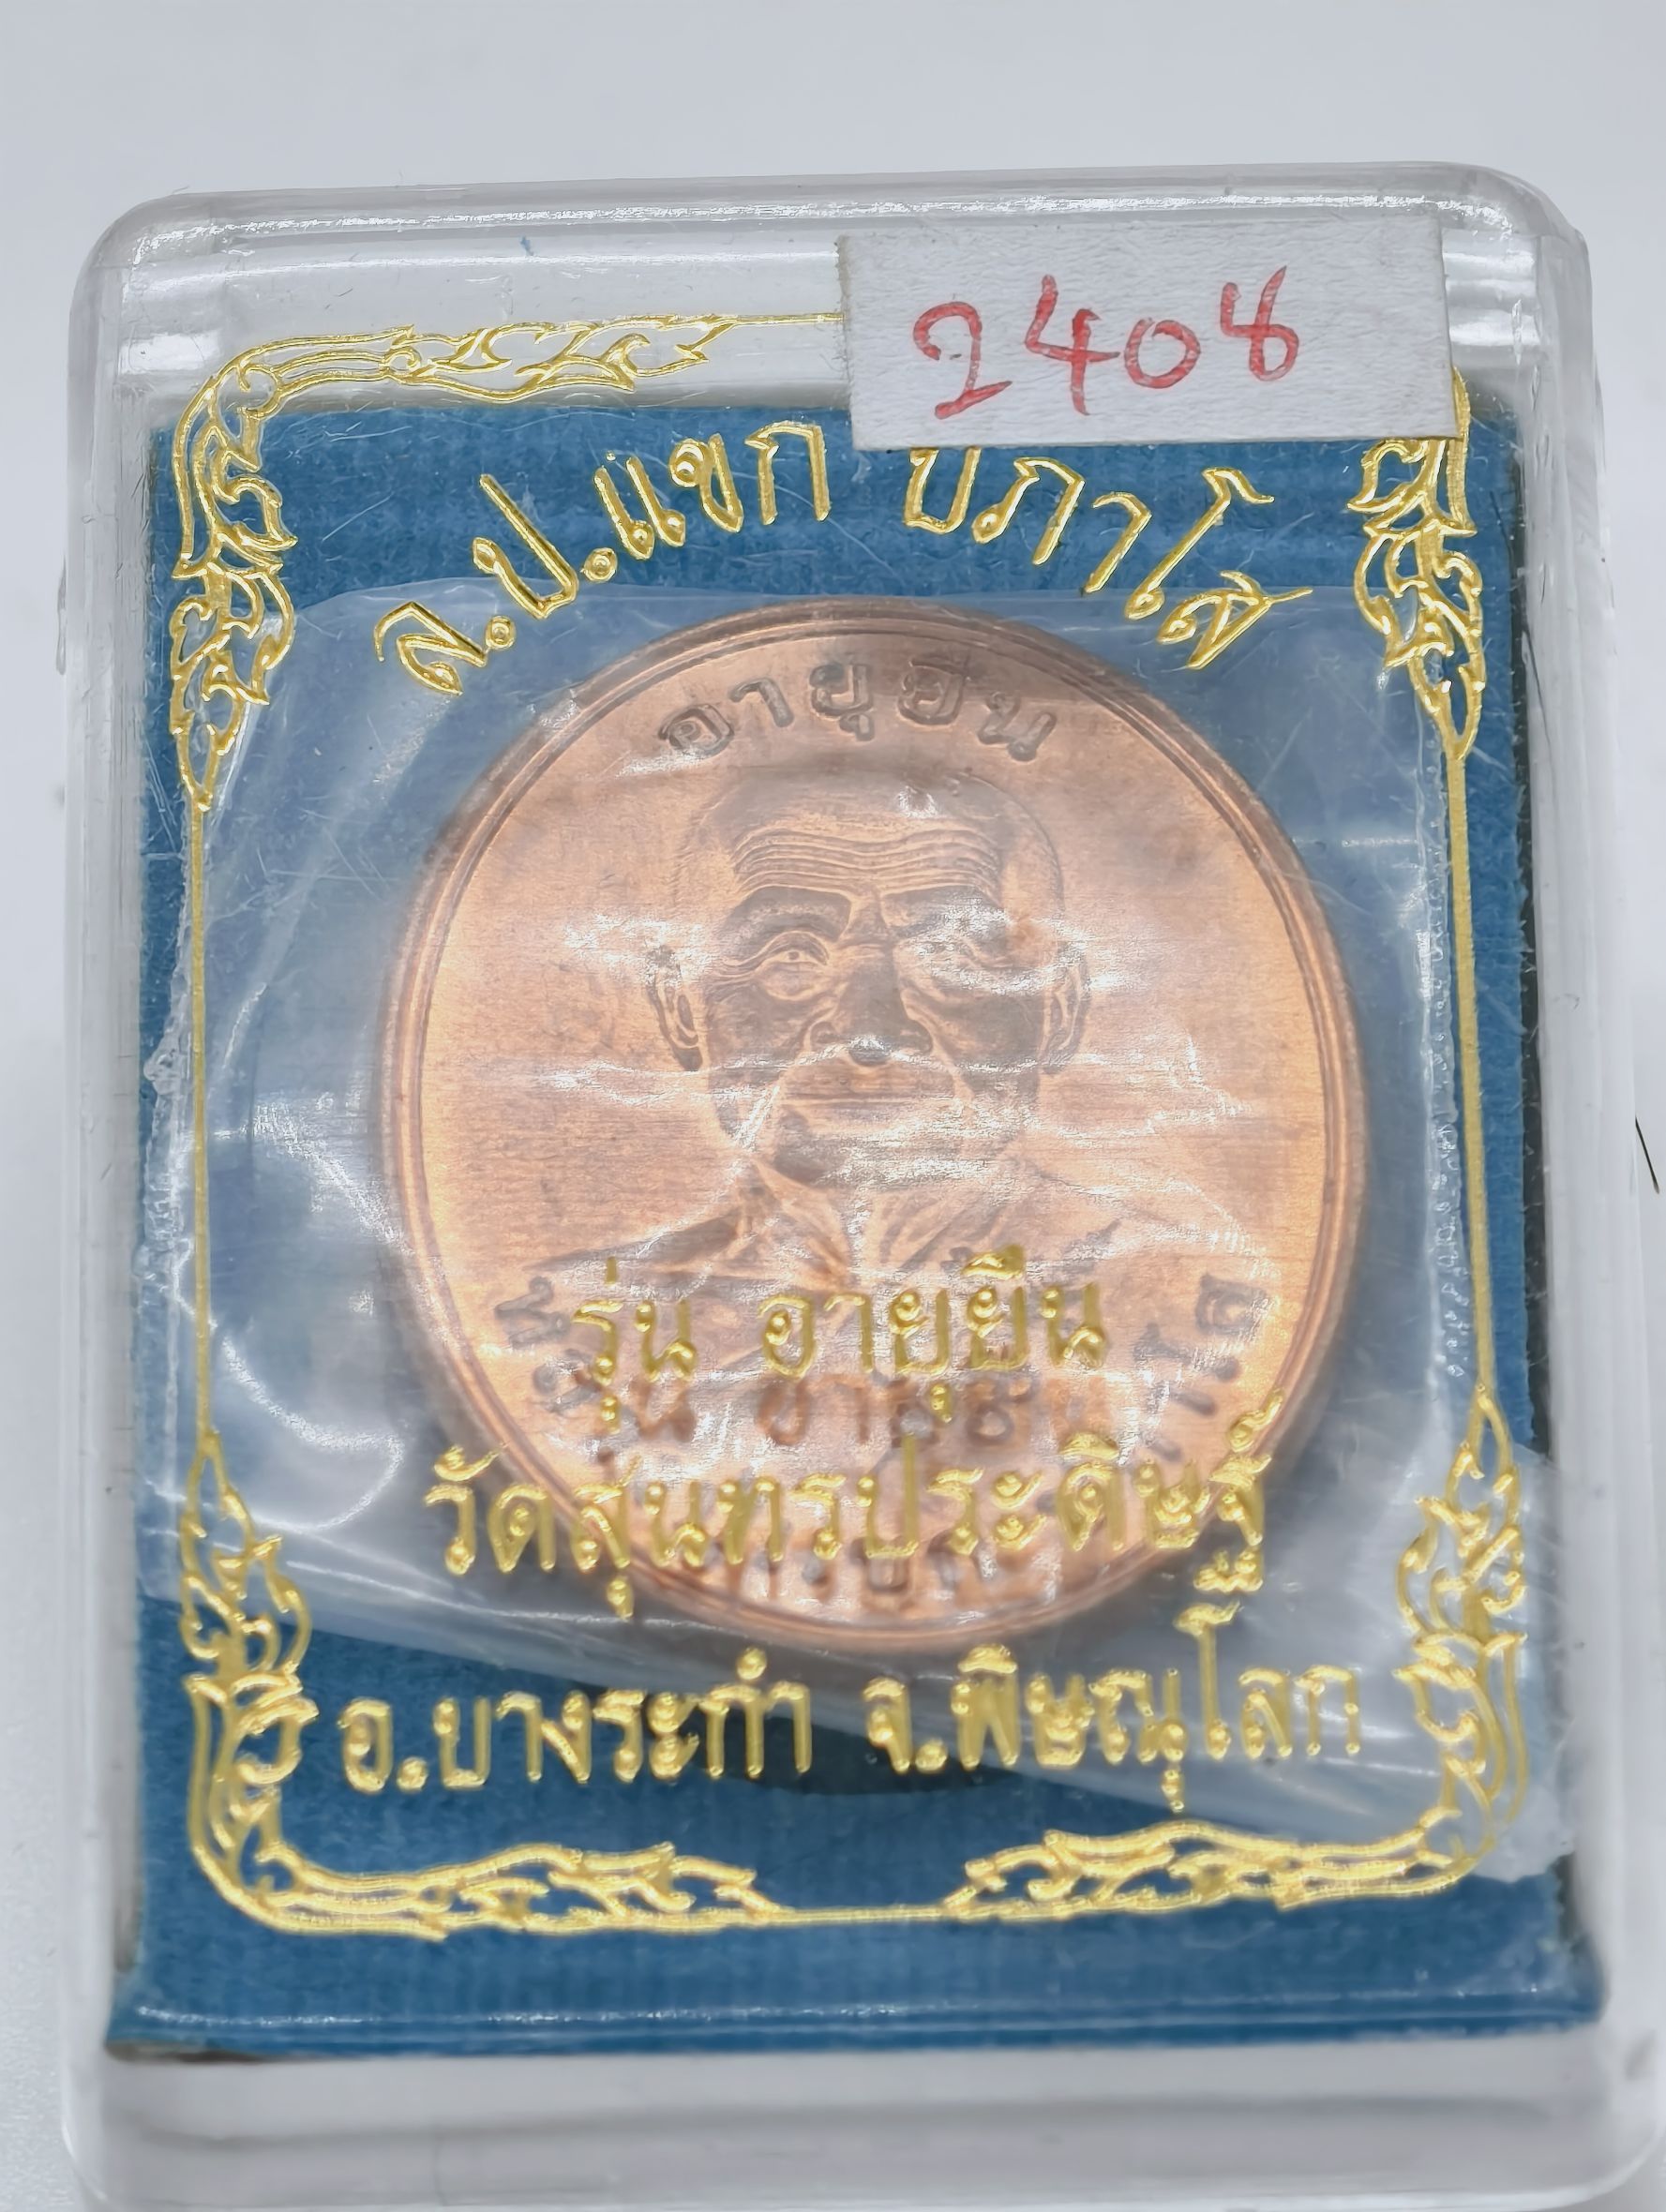 2408
ล.ป.แขก ปภาโส
อายุยืน
รุ่น อายุยืน
วัดสุนทรประดิษฐ์
อ.บางระกำ จ.พิษณุโลก